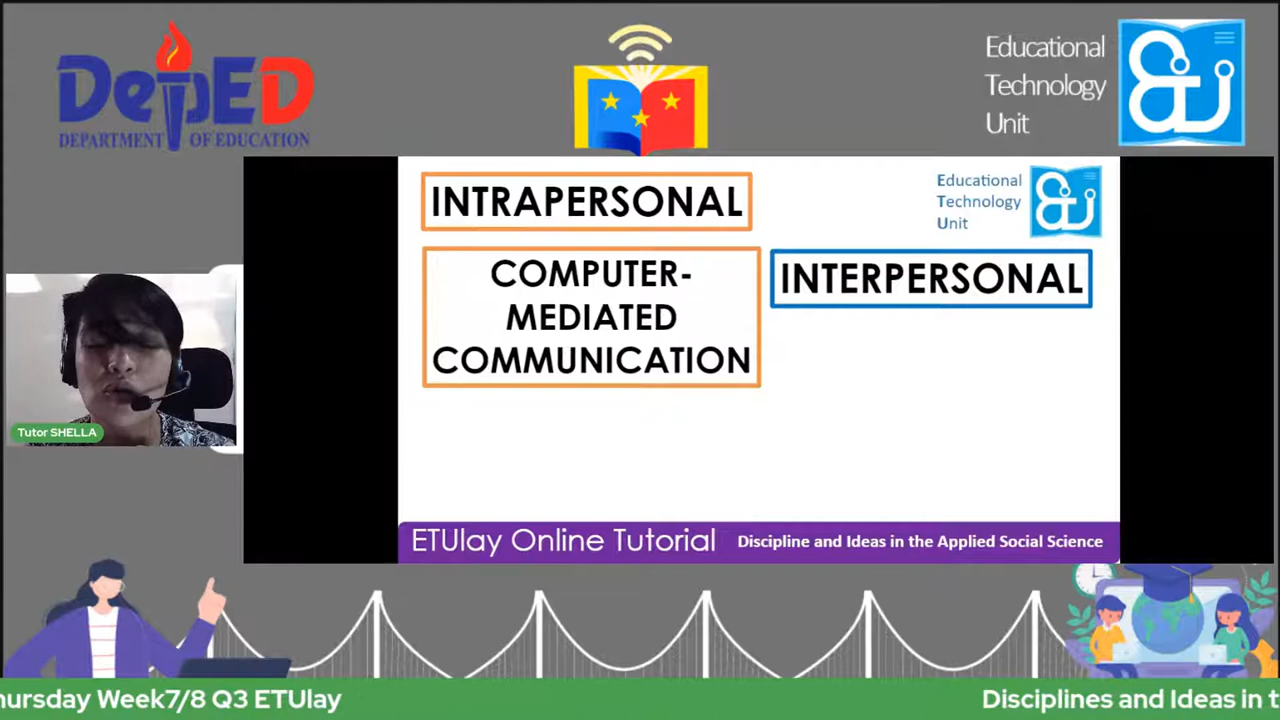 DepED
DEPARTMENT OF EDUCATION
Educational
Technology
Unit
INTRAPERSONAL
Educational
Technology
Unit
COMPUTER-
MEDIATED
COMMUNICATION
INTERPERSONAL
Tutor SHELLA
ETUlay Online Tutorial
Discipline and Ideas in the Applied Social Science
hursday Week7/8 Q3 ETUlay
Disciplines and Ideas in t